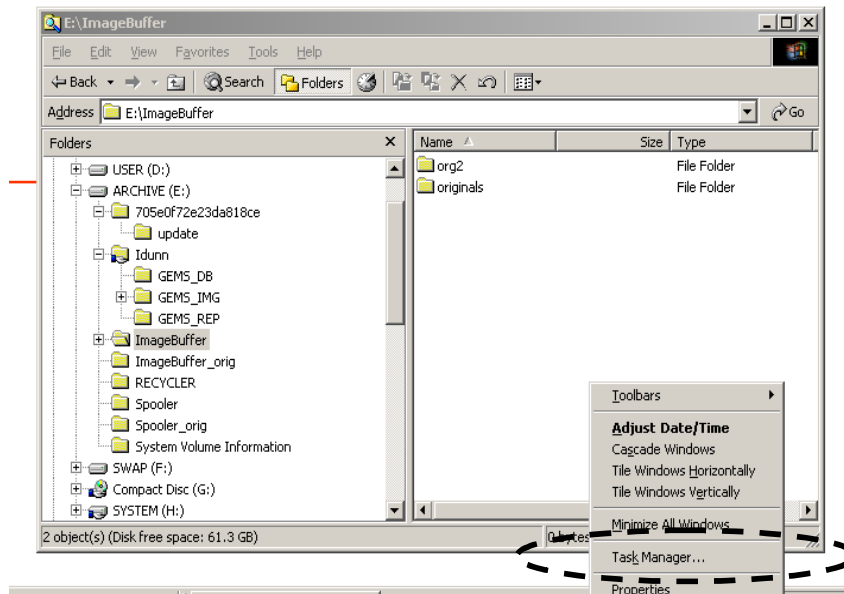 E:\ImageBuffer
File Edit View Favorites Tools Help
Back Search Folders
Address E:\ImageBuffer Go
Folders
USER (D:)
ARCHIVE (E:)
705e0f72e23da818ce
update
Idunn
GEMS_DB
GEMS_IMG
GEMS_REP
ImageBuffer
ImageBuffer_orig
RECYCLER
Spooler
Spooler_orig
System Volume Information
SWAP (F:)
Compact Disc (G:)
SYSTEM (H:)
Name Size Type
org2 File Folder
originals File Folder
2 object(s) (Disk free space: 61.3 GB)
0 bytes
Toolbars
Adjust Date/Time
Cascade Windows
Tile Windows Horizontally
Tile Windows Vertically
Minimize All Windows
Task Manager...
Properties